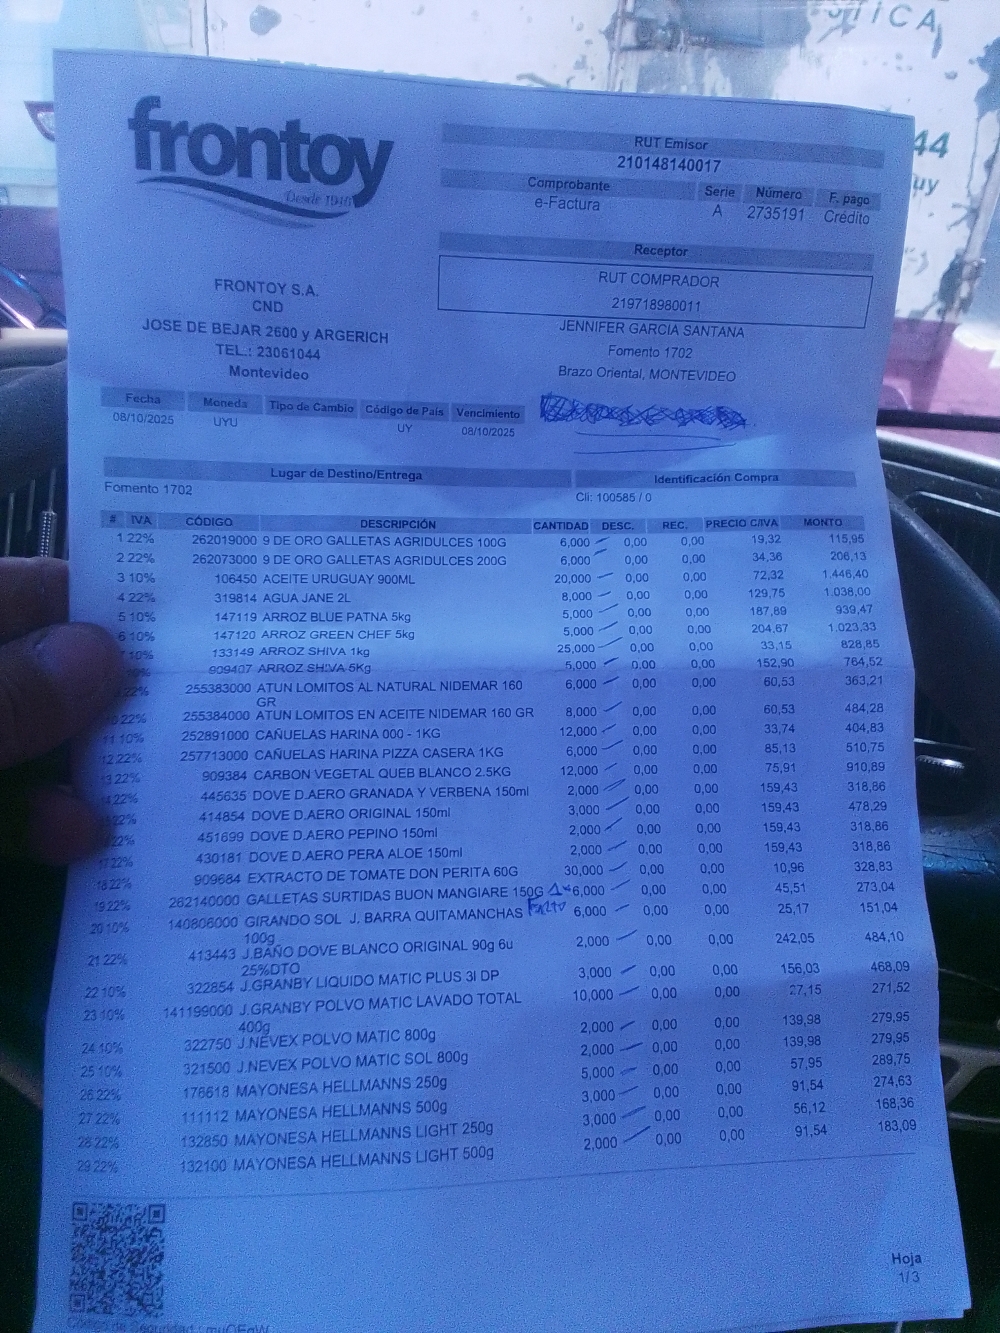 STICA
44
uy
frontoy
Desde 1916
RUT Emisor
210148140017
Comprobante Serie Número F. pago
e-Factura A 2735191 Crédito
Receptor
RUT COMPRADOR
219718980011
JENNIFER GARCIA SANTANA
Fomento 1702
Brazo Oriental, MONTEVIDEO
FRONTOY S.A.
CND
JOSE DE BEJAR 2600 y ARGERICH
TEL.: 23061044
Montevideo
Fecha Moneda Tipo de Cambio Código de País Vencimiento
08/10/2025 UYU UY 08/10/2025
Lugar de Destino/Entrega Identificación Compra
Fomento 1702 Cli: 100585 / 0
# IVA CÓDIGO DESCRIPCIÓN CANTIDAD DESC. REC. PRECIO C/IVA MONTO
1 22% 262019000 9 DE ORO GALLETAS AGRIDULCES 100G 6,000 0,00 0,00 19,32 115,95
2 22% 262073000 9 DE ORO GALLETAS AGRIDULCES 200G 6,000 0,00 0,00 34,36 206,13
3 10% 106450 ACEITE URUGUAY 900ML 20,000 0,00 0,00 72,32 1.446,40
4 22% 319814 AGUA JANE 2L 8,000 0,00 0,00 129,75 1.038,00
5 10% 147119 ARROZ BLUE PATNA 5kg 5,000 0,00 0,00 187,89 939,47
6 10% 147120 ARROZ GREEN CHEF 5kg 5,000 0,00 0,00 204,67 1.023,33
7 10% 133149 ARROZ SHIVA 1kg 25,000 0,00 0,00 33,15 828,85
909407 ARROZ SHIVA 5Kg 5,000 0,00 0,00 152,90 764,52
22% 255383000 ATUN LOMITOS AL NATURAL NIDEMAR 160 6,000 0,00 0,00 60,53 363,21
GR
10 22% 255384000 ATUN LOMITOS EN ACEITE NIDEMAR 160 GR 8,000 0,00 0,00 60,53 484,28
11 10% 252891000 CAÑUELAS HARINA 000 - 1KG 12,000 0,00 0,00 33,74 404,83
12 22% 257713000 CAÑUELAS HARINA PIZZA CASERA 1KG 6,000 0,00 0,00 85,13 510,75
13 22% 909384 CARBON VEGETAL QUEB BLANCO 2.5KG 12,000 0,00 0,00 75,91 910,89
14 22% 445635 DOVE D.AERO GRANADA Y VERBENA 150ml 2,000 0,00 0,00 159,43 318,86
22% 414854 DOVE D.AERO ORIGINAL 150ml 3,000 0,00 0,00 159,43 478,29
22% 451699 DOVE D.AERO PEPINO 150ml 2,000 0,00 0,00 159,43 318,86
17 22% 430181 DOVE D.AERO PERA ALOE 150ml 2,000 0,00 0,00 159,43 318,86
18 22% 909684 EXTRACTO DE TOMATE DON PERITA 60G 30,000 0,00 0,00 10,96 328,83
19 22% 262140000 GALLETAS SURTIDAS BUON MANGIARE 150G 6,000 0,00 0,00 45,51 273,04
20 10% 140806000 GIRANDO SOL J. BARRA QUITAMANCHAS Falto 6,000 0,00 0,00 25,17 151,04
100g
21 22% 413443 J.BAÑO DOVE BLANCO ORIGINAL 90g 6u 2,000 0,00 0,00 242,05 484,10
25%DTO
22 10% 322854 J.GRANBY LIQUIDO MATIC PLUS 3l DP 3,000 0,00 0,00 156,03 468,09
23 10% 141199000 J.GRANBY POLVO MATIC LAVADO TOTAL 10,000 0,00 0,00 27,15 271,52
400g
24 10% 322750 J.NEVEX POLVO MATIC 800g 2,000 0,00 0,00 139,98 279,95
25 10% 321500 J.NEVEX POLVO MATIC SOL 800g 2,000 0,00 0,00 139,98 279,95
26 22% 178618 MAYONESA HELLMANNS 250g 5,000 0,00 0,00 57,95 289,75
27 22% 111112 MAYONESA HELLMANNS 500g 3,000 0,00 0,00 91,54 274,63
28 22% 132850 MAYONESA HELLMANNS LIGHT 250g 3,000 0,00 0,00 56,12 168,36
29 22% 132100 MAYONESA HELLMANNS LIGHT 500g 2,000 0,00 0,00 91,54 183,09
Hoja
1/3
Código de Seguridad :